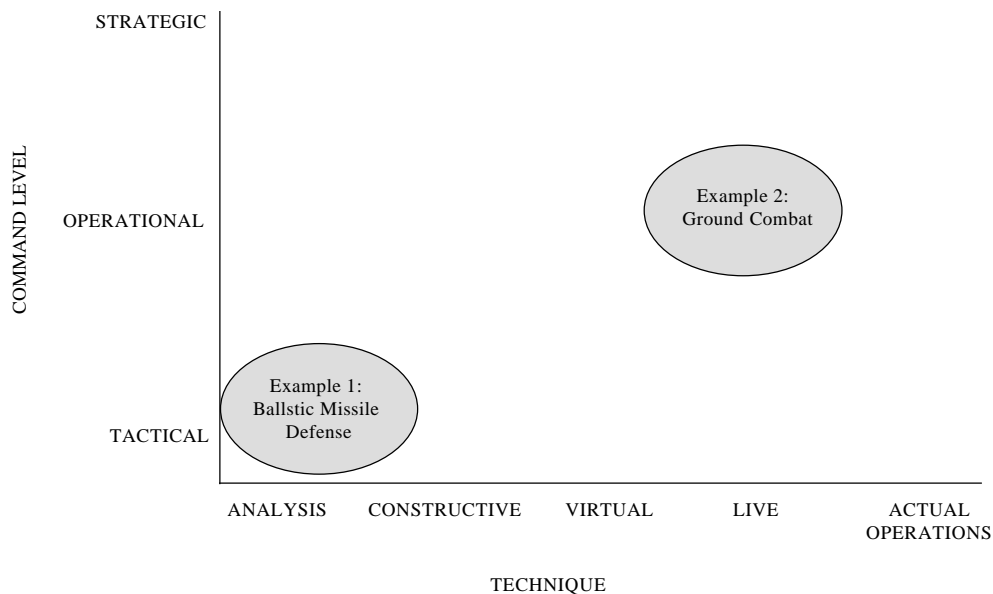 STRATEGIC
COMMAND LEVEL
OPERATIONAL
Example 2:
Ground Combat
Example 1:
Ballstic Missile
Defense
TACTICAL
ANALYSIS
CONSTRUCTIVE
VIRTUAL
LIVE
ACTUAL
OPERATIONS
TECHNIQUE